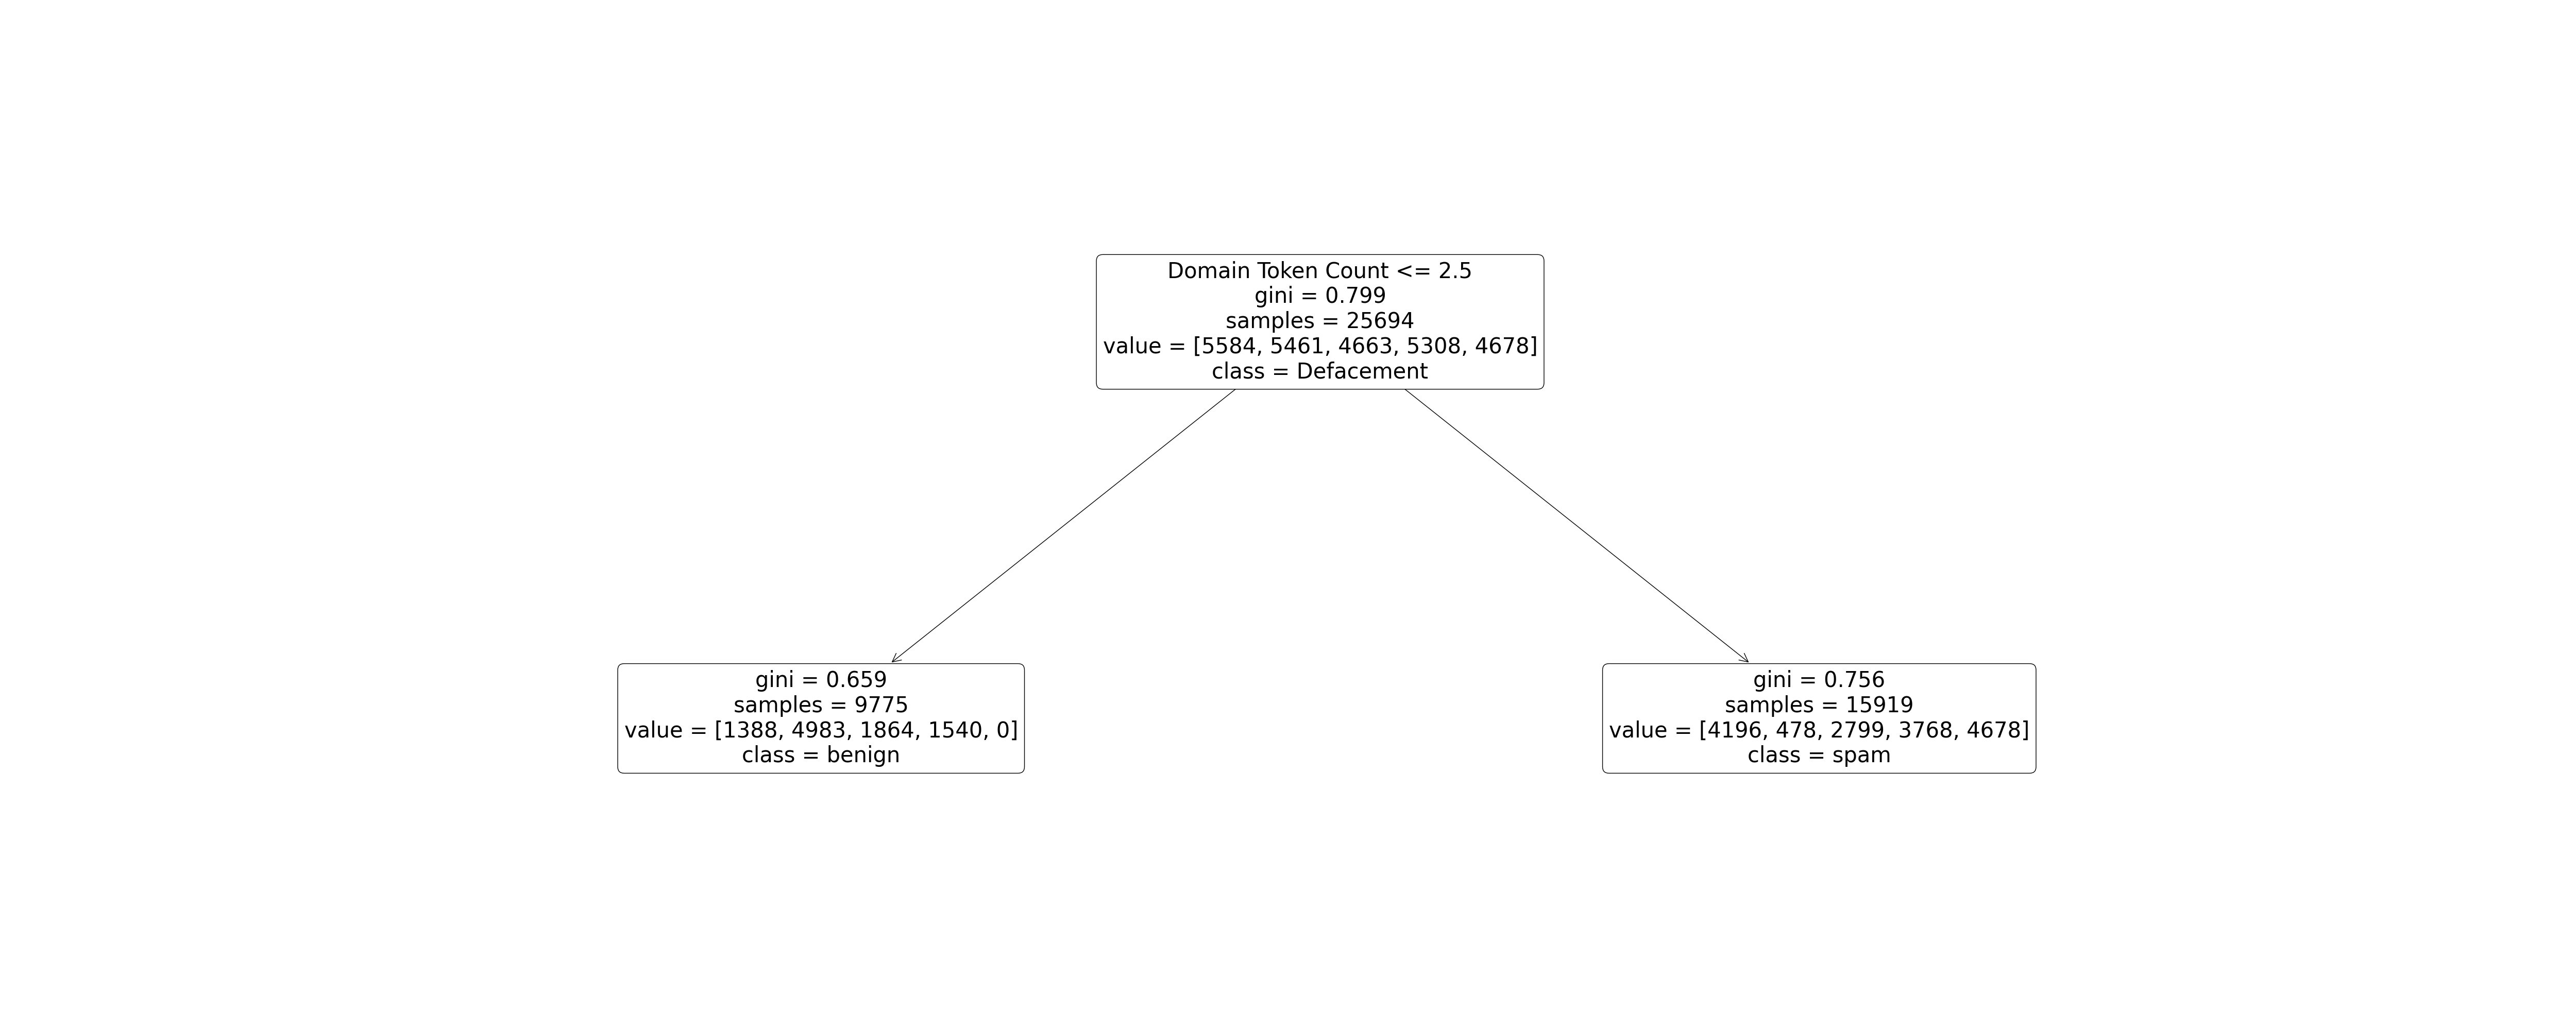 Domain Token Count <= 2.5
gini = 0.799
samples = 25694
value = [5584, 5461, 4663, 5308, 4678]
class = Defacement
gini = 0.659
samples = 9775
value = [1388, 4983, 1864, 1540, 0]
class = benign
gini = 0.756
samples = 15919
value = [4196, 478, 2799, 3768, 4678]
class = spam